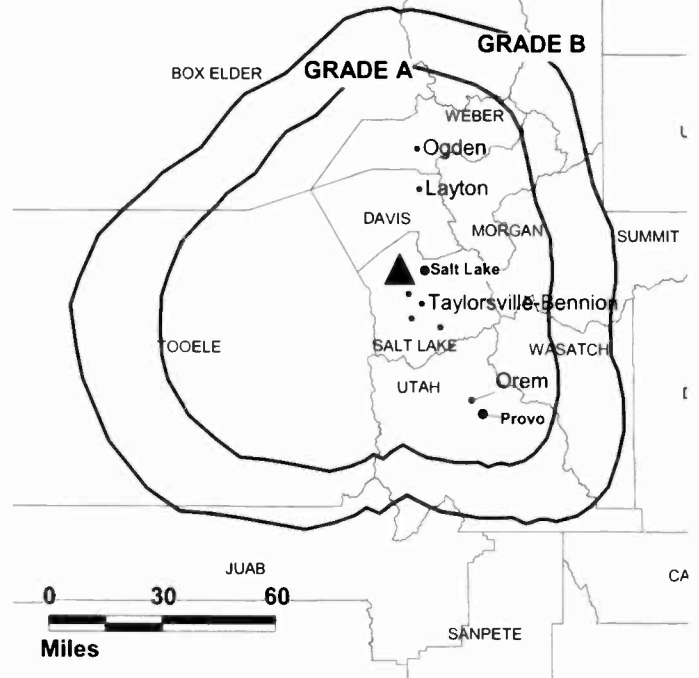 GRADE B
GRADE A
BOX ELDER
WEBER
Ogden
Layton
DAVIS
MORGAN
SUMMIT
Salt Lake
Taylorsville-Bennion
TOOELE
SALT LAKE
WASATCH
UTAH
Orem
Provo
JUAB
CA
0 30 60
Miles
SANPETE